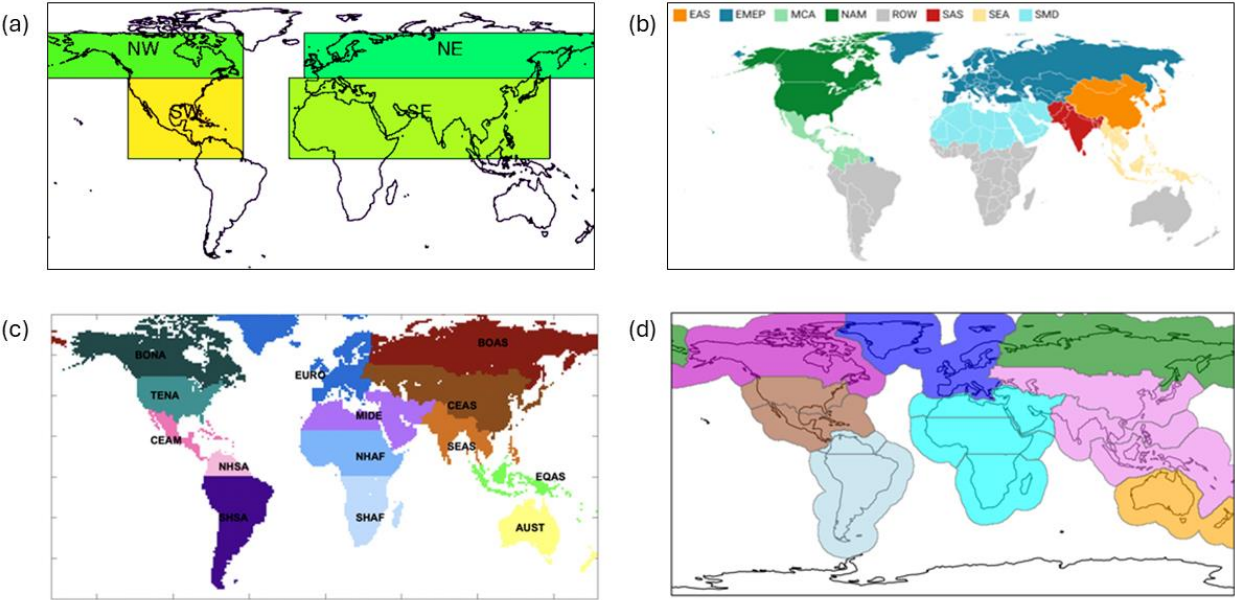 (a)
NW
NE
SW
SE
(b)
EAS EMEP MCA NAM ROW SAS SEA SMD
(c)
BONA
BOAS
EURO
TENA
CEAS
MIDE
CEAM
SEAS
NHAF
NHSA
EQAS
SHSA
SHAF
AUST
(d)